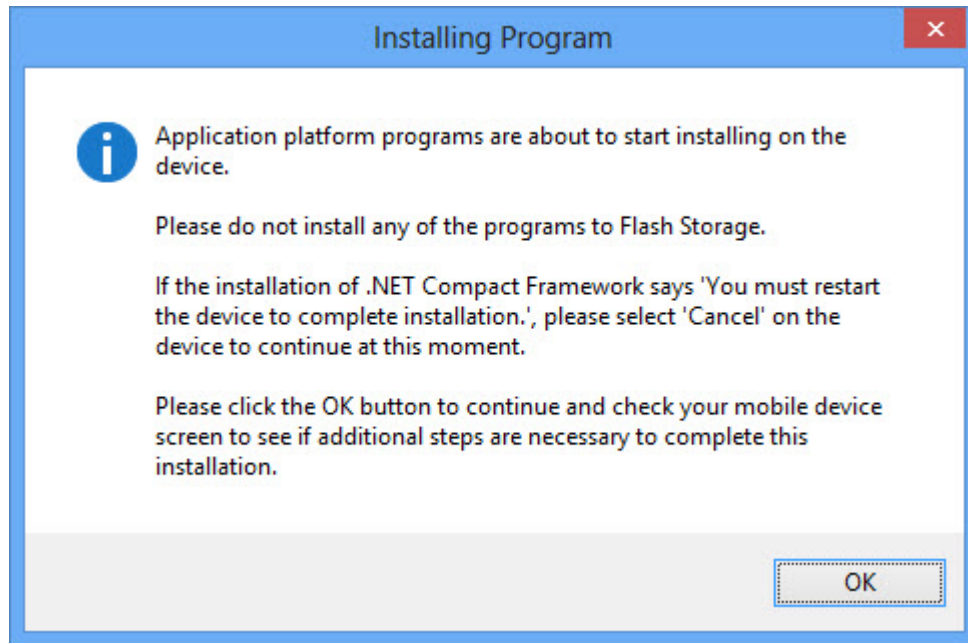 Installing Program
Application platform programs are about to start installing on the
device.
Please do not install any of the programs to Flash Storage.
If the installation of .NET Compact Framework says 'You must restart
the device to complete installation.', please select 'Cancel' on the
device to continue at this moment.
Please click the OK button to continue and check your mobile device
screen to see if additional steps are necessary to complete this
installation.
OK